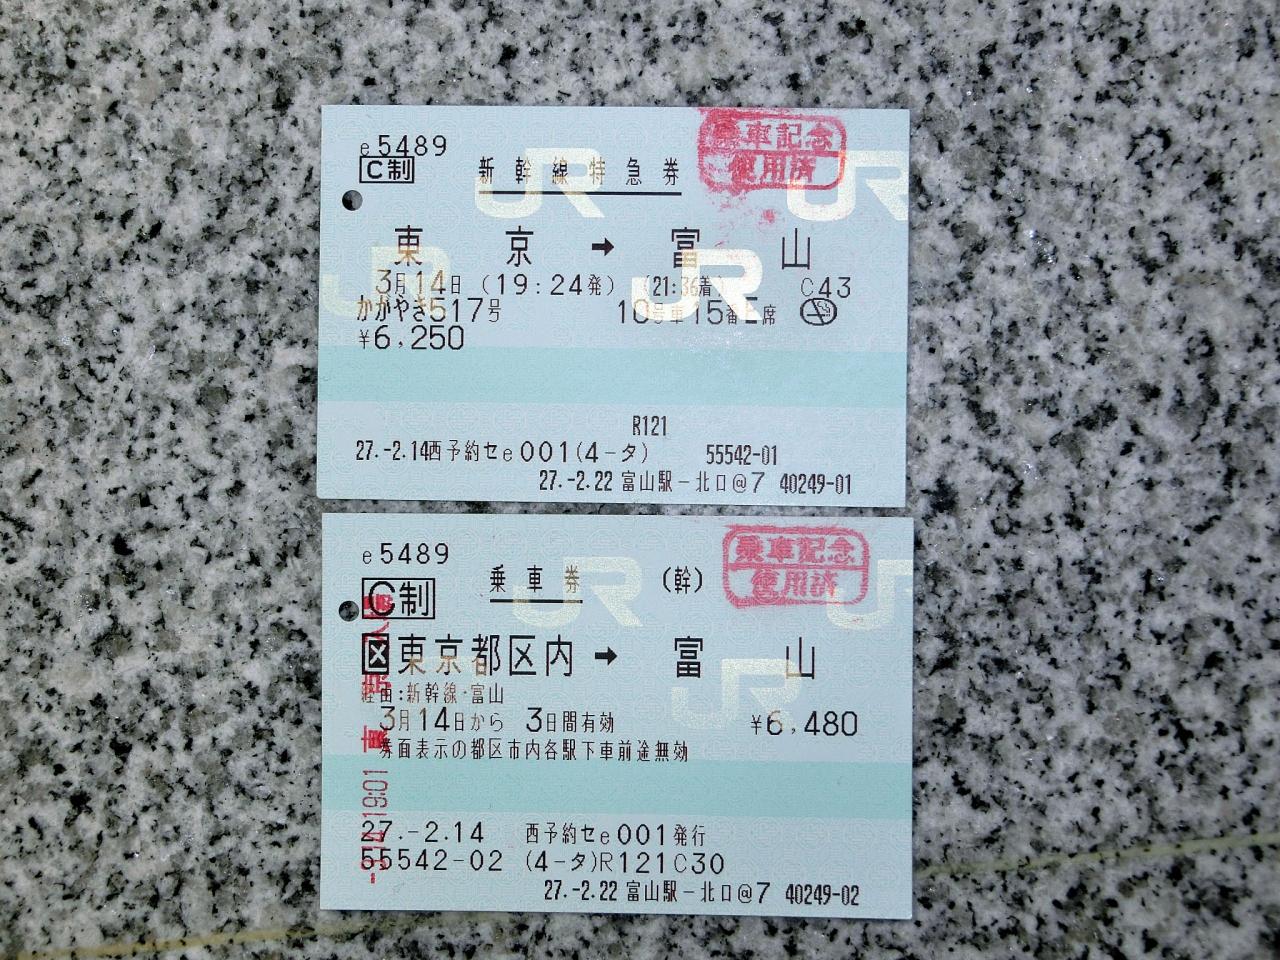 e5489
C制
新幹線特急券
乗車記念
使用済
東京→富山
3月14日(19:24発) (21:36着) C43
かがやき517号 10号車15番E席
¥6,250
R121
27.-2.14西予約セe001(4-タ) 55542-01
27.-2.22富山駅-北口@7 40249-01
JR
e5489
C制
乗車券 (幹)
乗車記念
使用済
区東京都区内→富山
経由:新幹線・富山
3月14日から 3日間有効 ¥6,480
券面表示の都区市内各駅下車前途無効
27.-2.14 西予約セe001発行
55542-02 (4-タ)R121C30
27.-2.22富山駅-北口@7 40249-02
JR